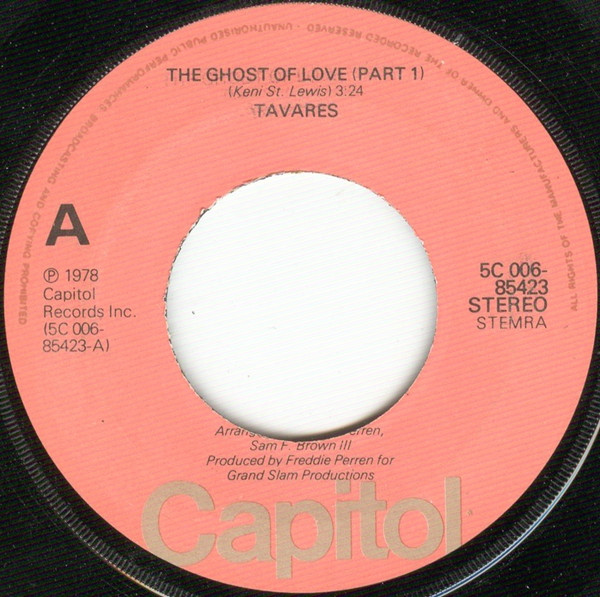 THE GHOST OF LOVE (PART 1)
(Keni St. Lewis) 3:24
TAVARES
A
℗ 1978
Capitol
Records Inc.
(5C 006-
85423-A)
5C 006-
85423
STEREO
STEMRA
Sam F. Brown III
Produced by Freddie Perren for
Grand Slam Productions
Capitol
ALL RIGHTS OF THE MANUFACTURER AND OWNER OF THE RECORDED WORK RESERVED · UNAUTHORISED PUBLIC PERFORMANCE, BROADCASTING AND COPYING PROHIBITED